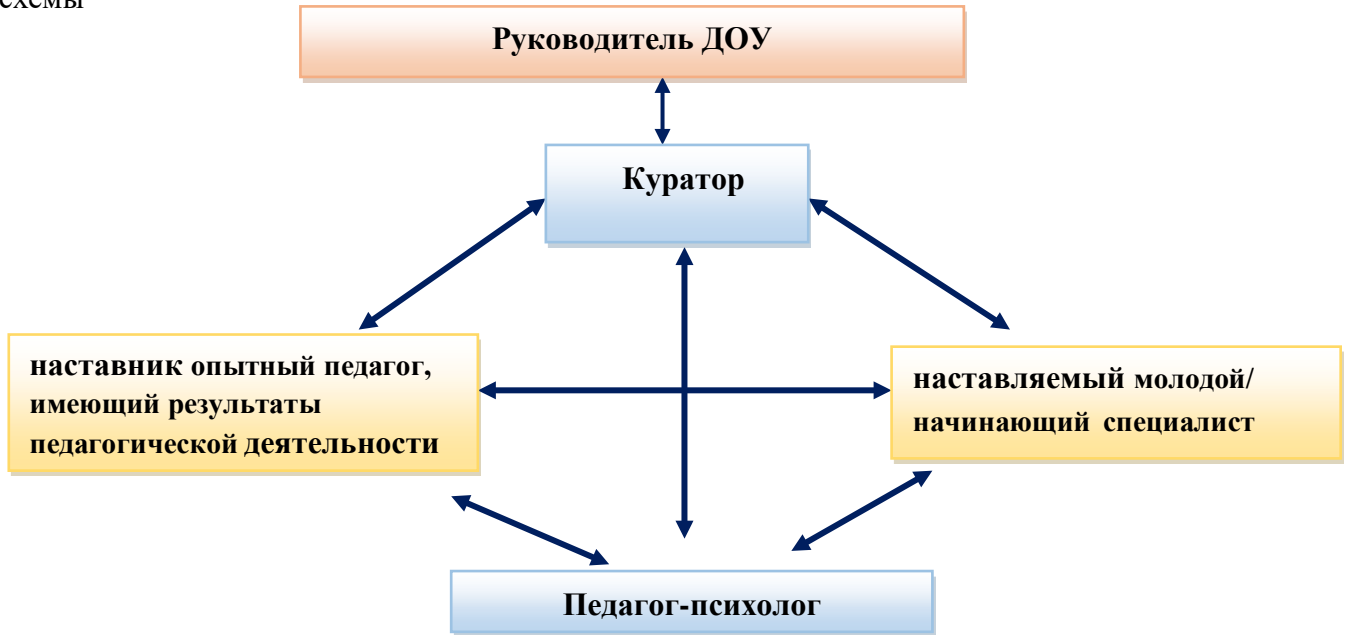 схемы
Руководитель ДОУ
Куратор
наставник опытный педагог,
имеющий результаты
педагогической деятельности
наставляемый молодой/
начинающий специалист
Педагог-психолог